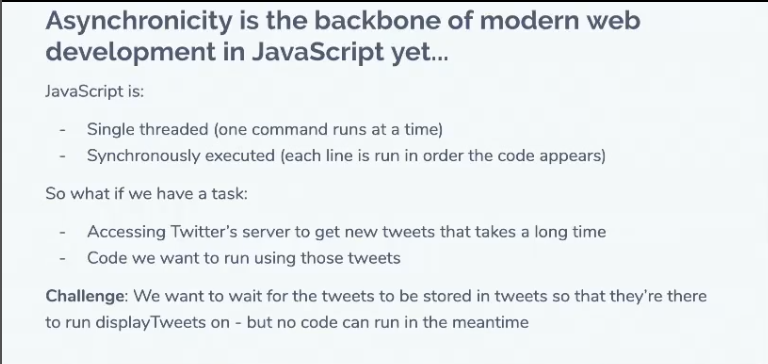 Asynchronicity is the backbone of modern web
development in JavaScript yet...
JavaScript is:
- Single threaded (one command runs at a time)
- Synchronously executed (each line is run in order the code appears)
So what if we have a task:
- Accessing Twitter's server to get new tweets that takes a long time
- Code we want to run using those tweets
Challenge: We want to wait for the tweets to be stored in tweets so that they're there
to run displayTweets on - but no code can run in the meantime